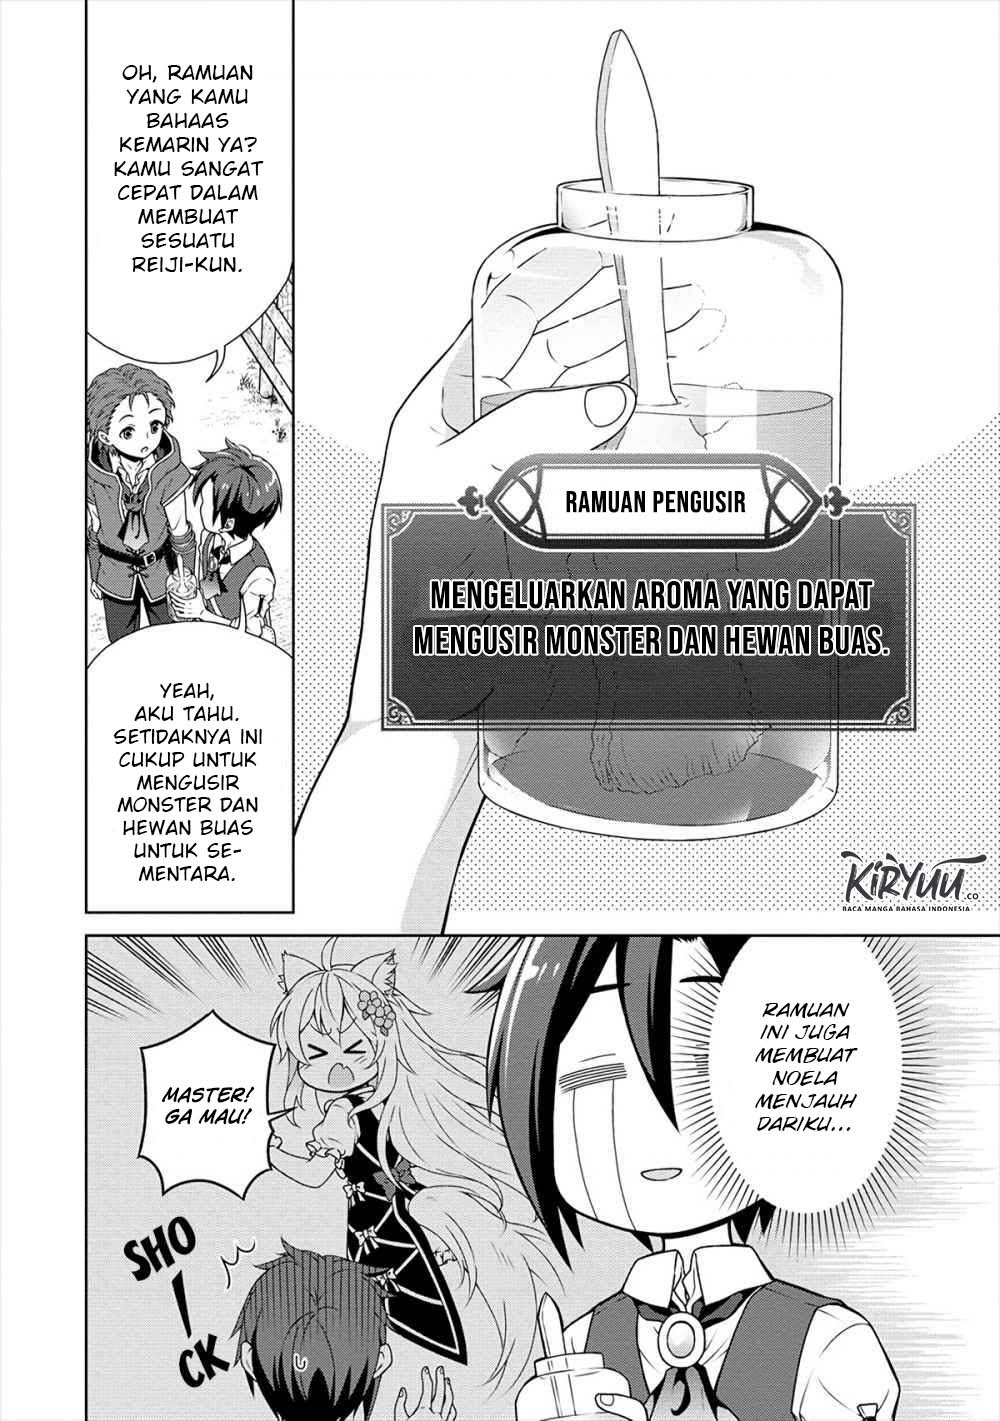 OH, RAMUAN
YANG KAMU
BAHAAS
KEMARIN YA?
KAMU SANGAT
CEPAT DALAM
MEMBUAT
SESUATU
REIJI-KUN.
RAMUAN PENGUSIR
MENGELUARKAN AROMA YANG DAPAT
MENGUSIR MONSTER DAN HEWAN BUAS.
YEAH,
AKU TAHU.
SETIDAKNYA INI
CUKUP UNTUK
MENGUSIR
MONSTER DAN
HEWAN BUAS
UNTUK SE-
MENTARA.
KIRYUU.CO
BACA MANGA BAHASA INDONESIA
MASTER!
GA MAU!
SHO
CK
RAMUAN
INI JUGA
MEMBUAT
NOELA
MENJAUH
DARIKU...